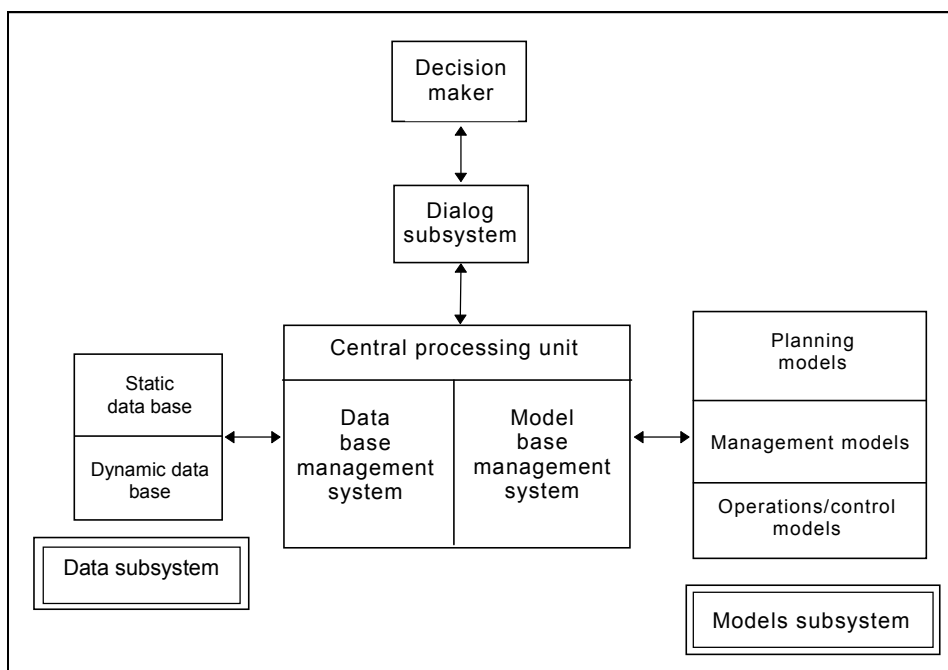 Decision
maker
Dialog
subsystem
Central processing unit
Data
base
management
system
Model
base
management
system
Static
data base
Dynamic data
base
Data subsystem
Planning
models
Management models
Operations/control
models
Models subsystem